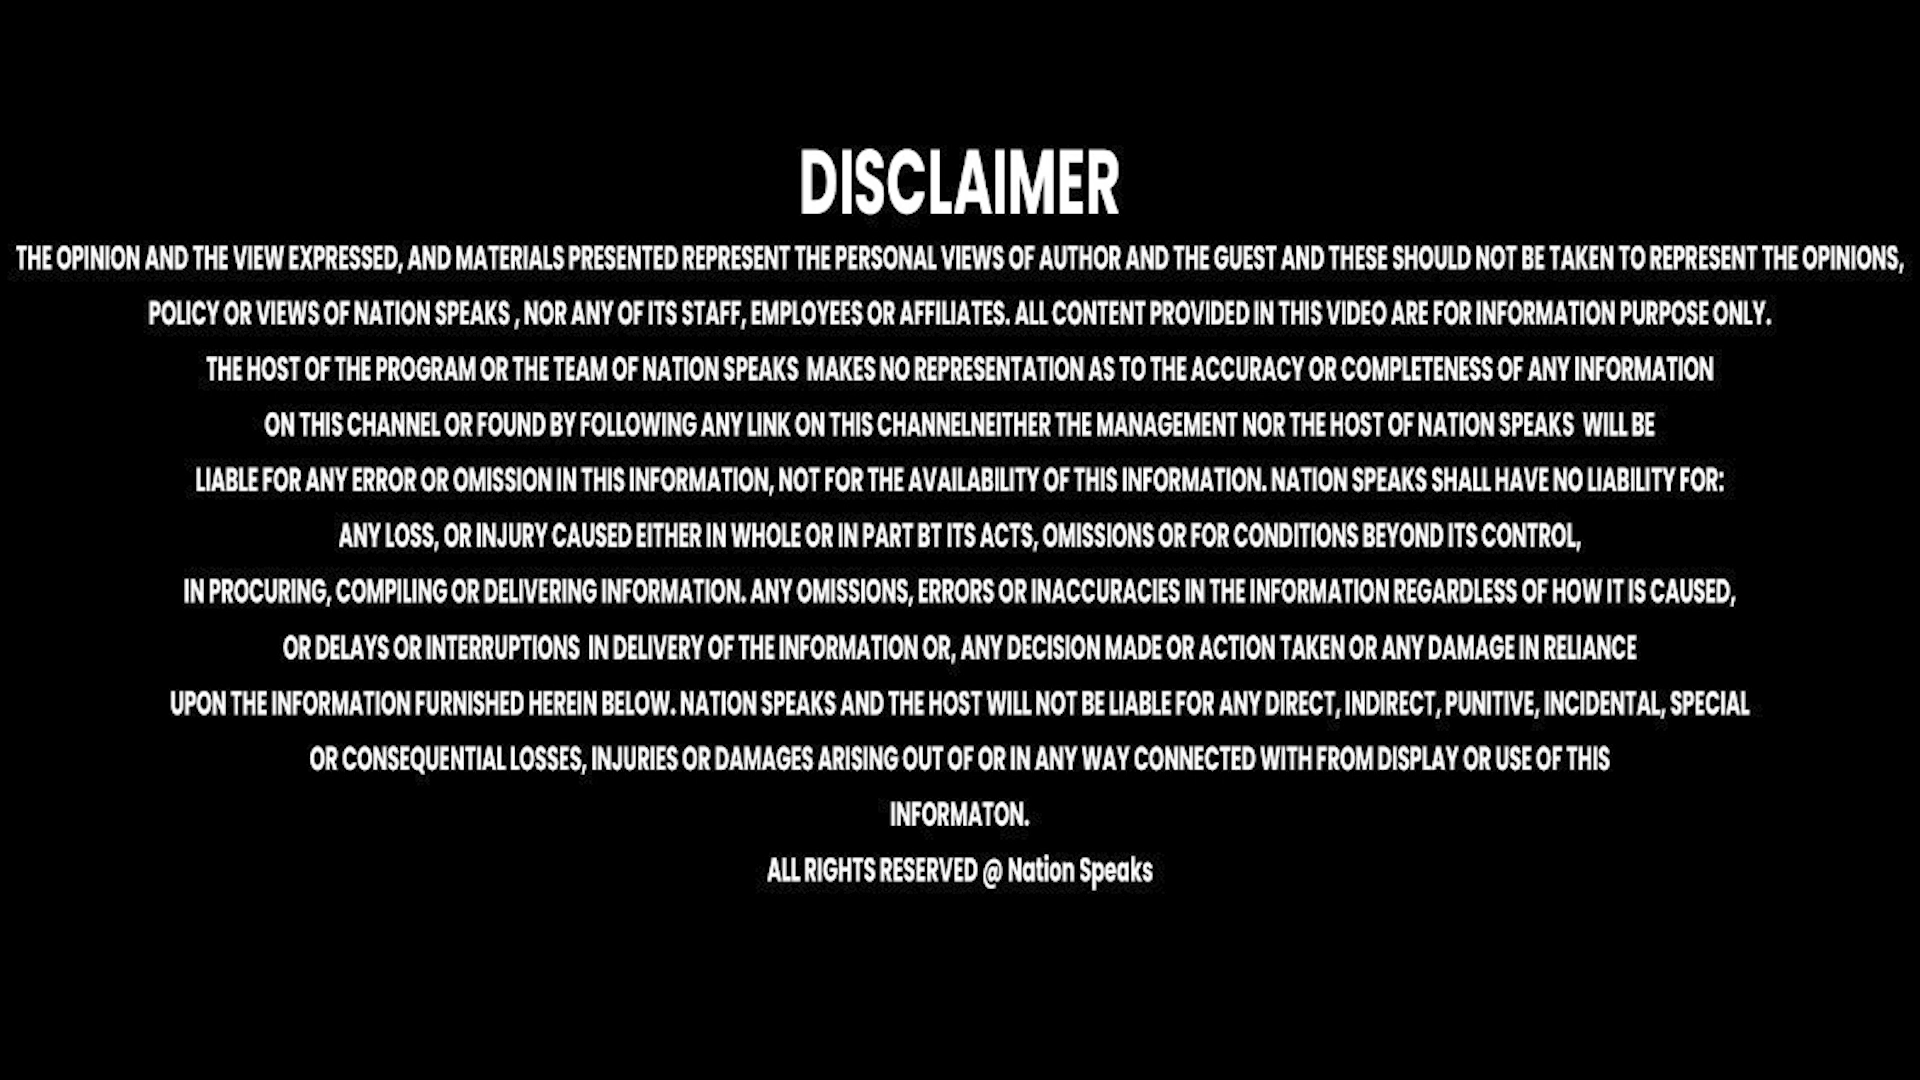 DISCLAIMER
THE OPINION AND THE VIEW EXPRESSED, AND MATERIALS PRESENTED REPRESENT THE PERSONAL VIEWS OF AUTHOR AND THE GUEST AND THESE SHOULD NOT BE TAKEN TO REPRESENT THE OPINIONS,
POLICY OR VIEWS OF NATION SPEAKS , NOR ANY OF ITS STAFF, EMPLOYEES OR AFFILIATES. ALL CONTENT PROVIDED IN THIS VIDEO ARE FOR INFORMATION PURPOSE ONLY.
THE HOST OF THE PROGRAM OR THE TEAM OF NATION SPEAKS MAKES NO REPRESENTATION AS TO THE ACCURACY OR COMPLETENESS OF ANY INFORMATION
ON THIS CHANNEL OR FOUND BY FOLLOWING ANY LINK ON THIS CHANNELNEITHER THE MANAGEMENT NOR THE HOST OF NATION SPEAKS WILL BE
LIABLE FOR ANY ERROR OR OMISSION IN THIS INFORMATION, NOT FOR THE AVAILABILITY OF THIS INFORMATION. NATION SPEAKS SHALL HAVE NO LIABILITY FOR:
ANY LOSS, OR INJURY CAUSED EITHER IN WHOLE OR IN PART BT ITS ACTS, OMISSIONS OR FOR CONDITIONS BEYOND ITS CONTROL,
IN PROCURING, COMPILING OR DELIVERING INFORMATION. ANY OMISSIONS, ERRORS OR INACCURACIES IN THE INFORMATION REGARDLESS OF HOW IT IS CAUSED,
OR DELAYS OR INTERRUPTIONS IN DELIVERY OF THE INFORMATION OR, ANY DECISION MADE OR ACTION TAKEN OR ANY DAMAGE IN RELIANCE
UPON THE INFORMATION FURNISHED HEREIN BELOW. NATION SPEAKS AND THE HOST WILL NOT BE LIABLE FOR ANY DIRECT, INDIRECT, PUNITIVE, INCIDENTAL, SPECIAL
OR CONSEQUENTIAL LOSSES, INJURIES OR DAMAGES ARISING OUT OF OR IN ANY WAY CONNECTED WITH FROM DISPLAY OR USE OF THIS
INFORMATON.
ALL RIGHTS RESERVED @ Nation Speaks